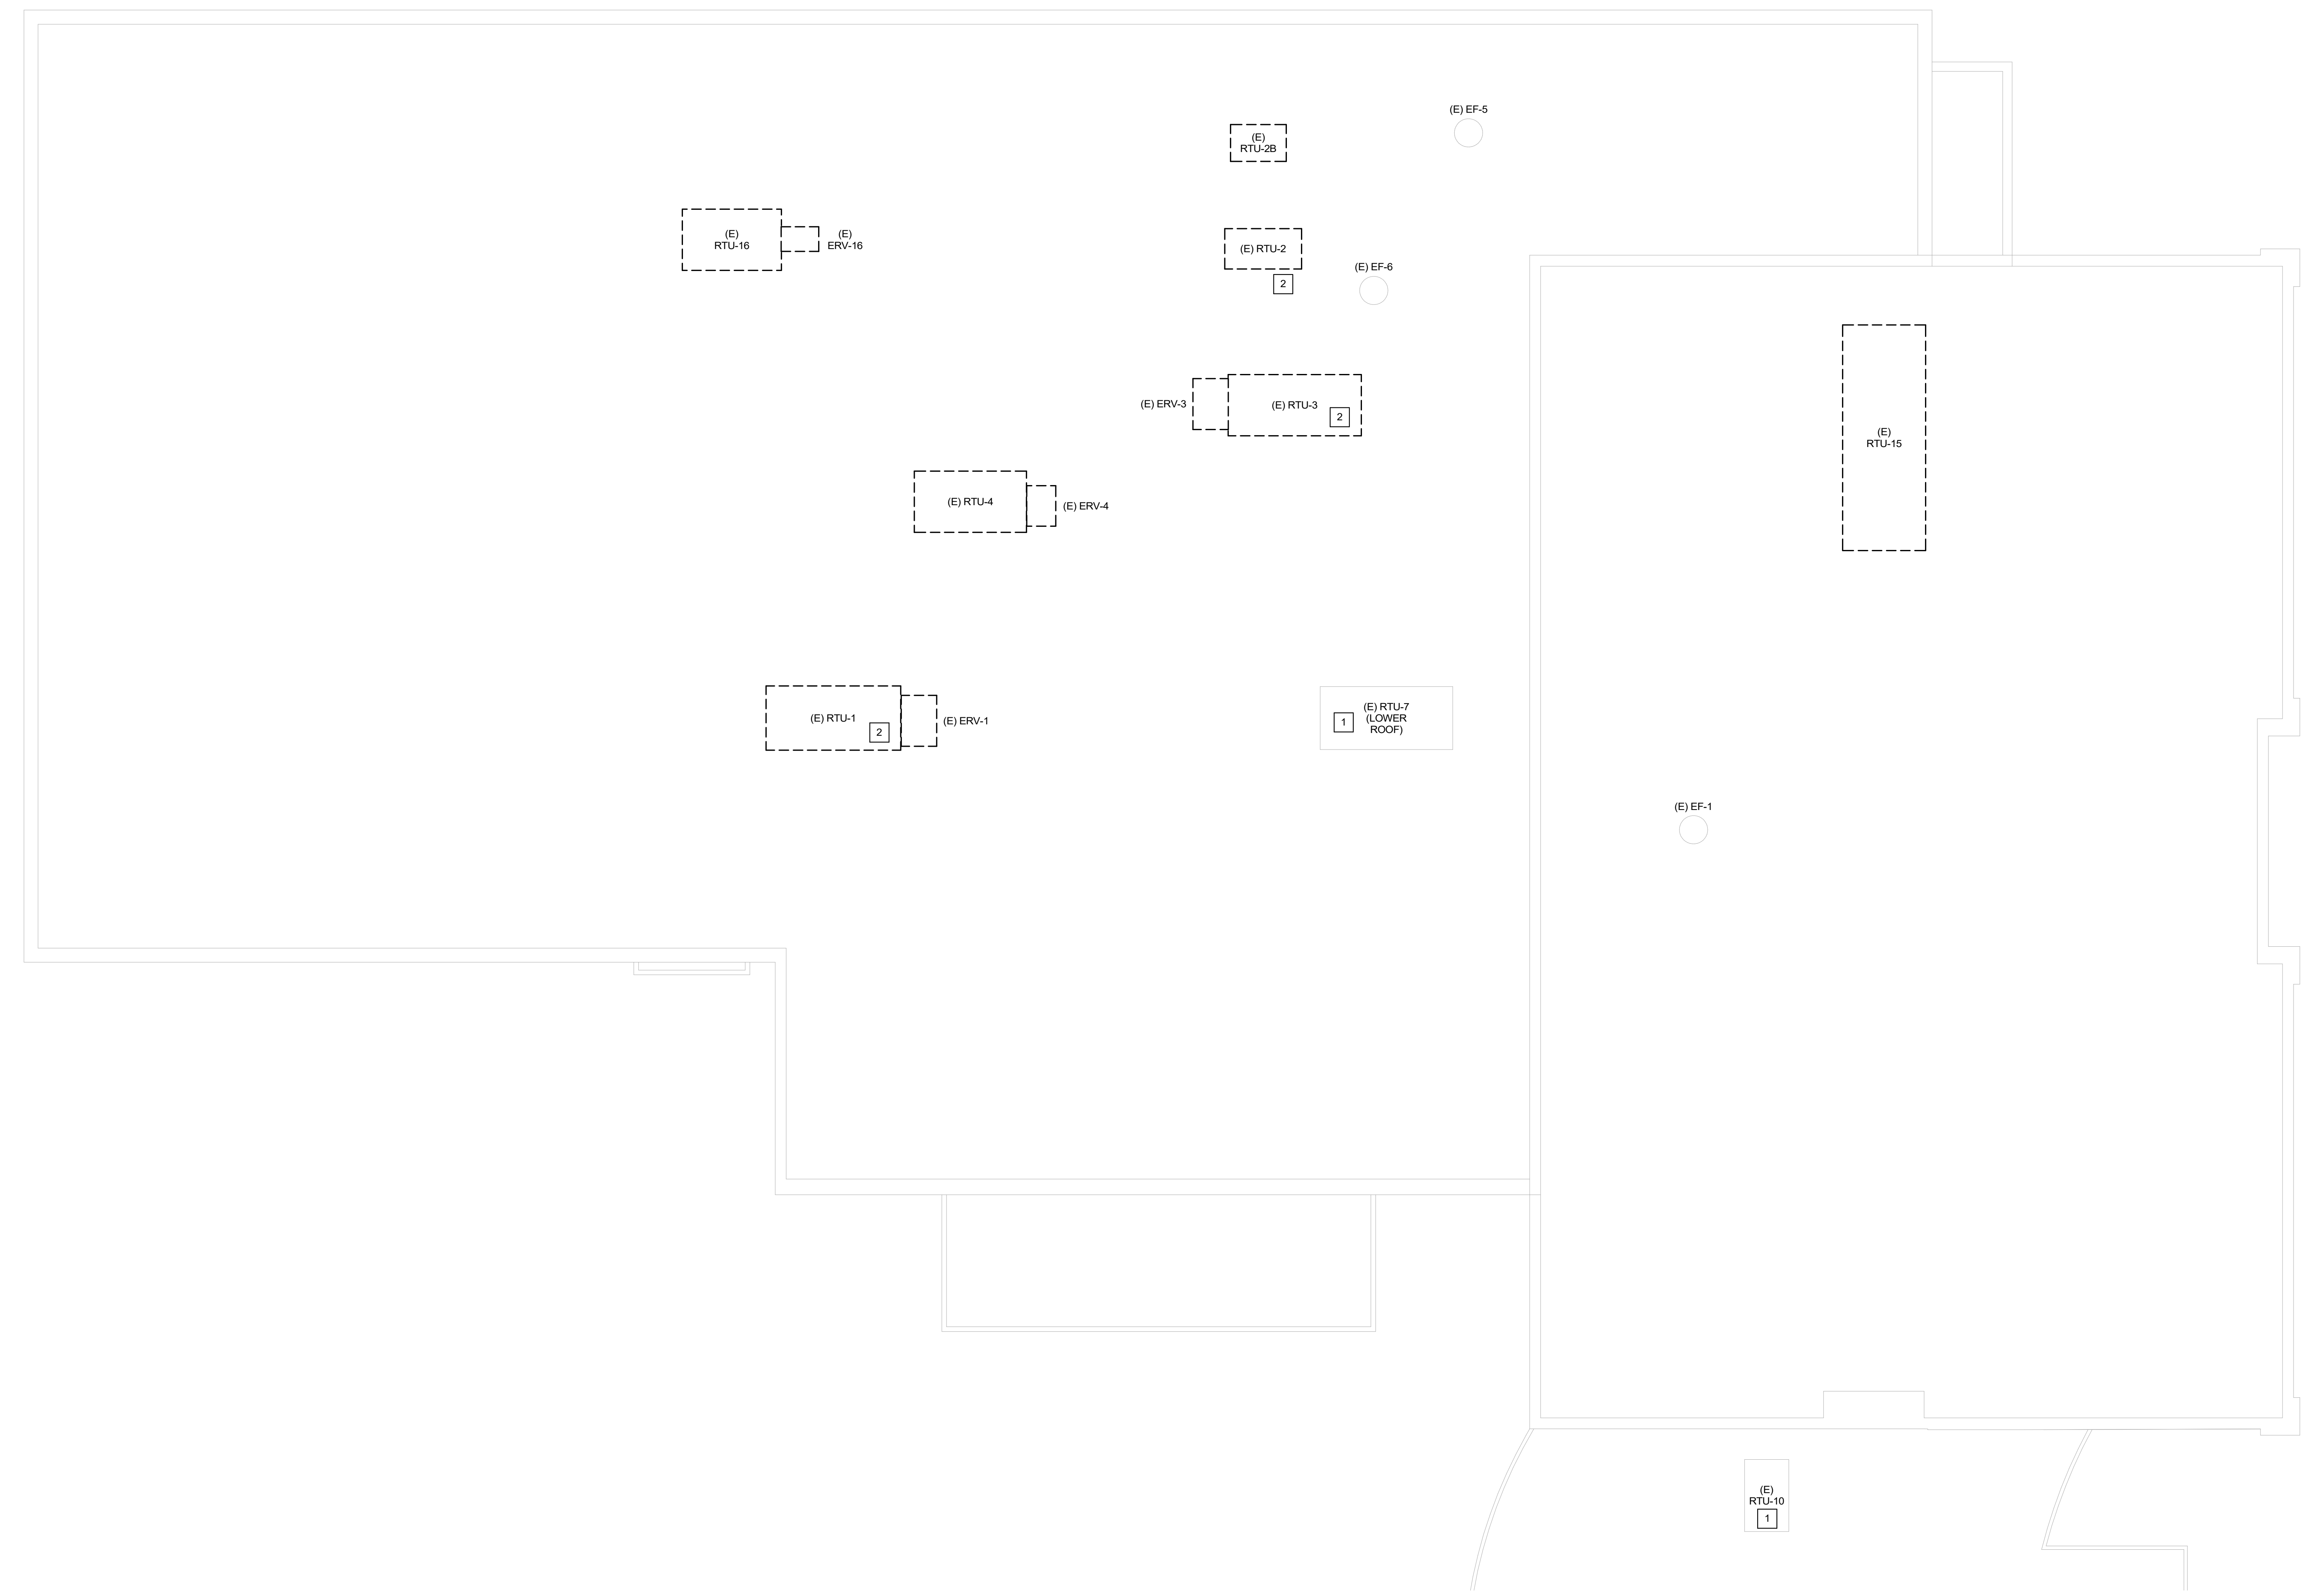 (E) EF-5
(E)
RTU-2B
(E)
RTU-16
(E)
ERV-16
(E) RTU-2
2
(E) EF-6
(E) ERV-3
(E) RTU-3
2
(E)
RTU-15
(E) RTU-4
(E) ERV-4
(E) RTU-1
2
(E) ERV-1
(E) RTU-7
(LOWER
ROOF)
1
(E) EF-1
(E)
RTU-10
1